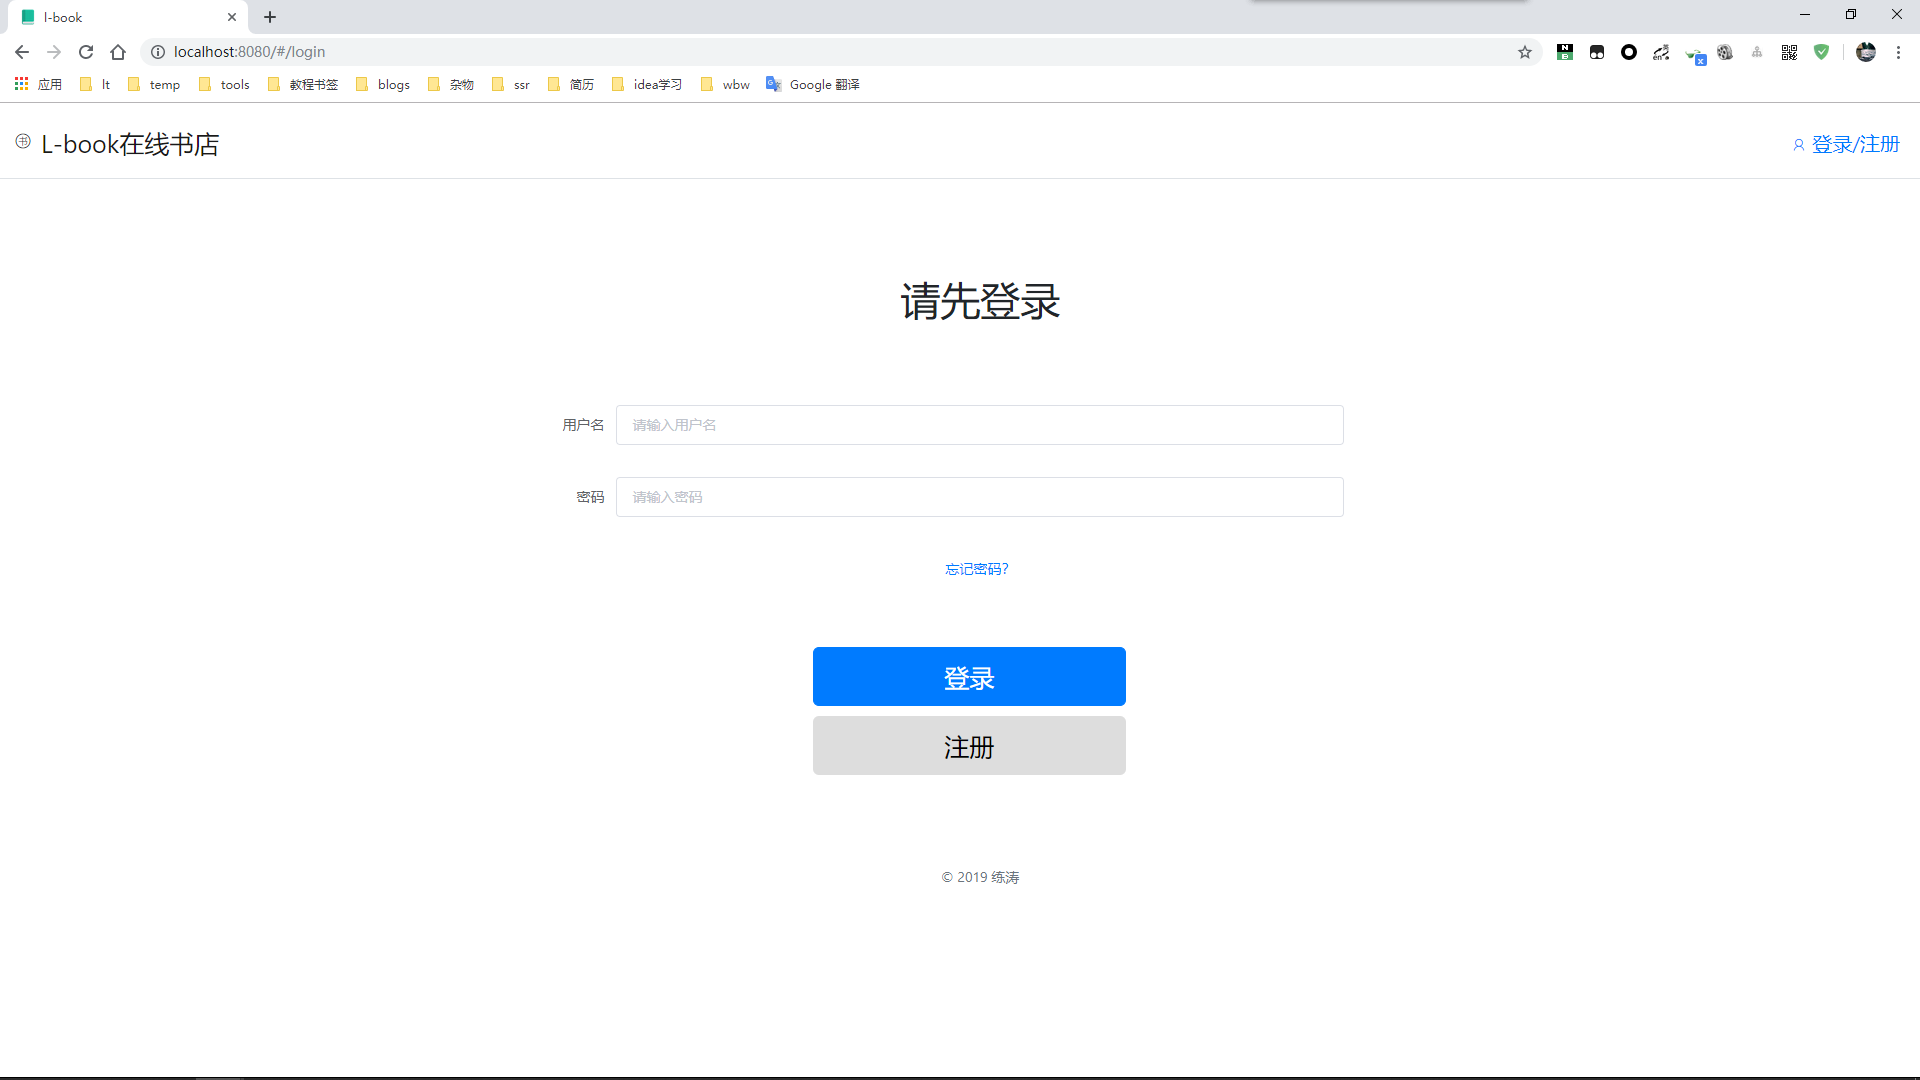 l-book
localhost:8080/#/login
应用 lt temp tools 教程书签 blogs 杂物 ssr 简历 idea学习 wbw Google 翻译
L-book在线书店
登录/注册
请先登录
用户名 请输入用户名
密码 请输入密码
忘记密码?
登录
注册
© 2019 练涛